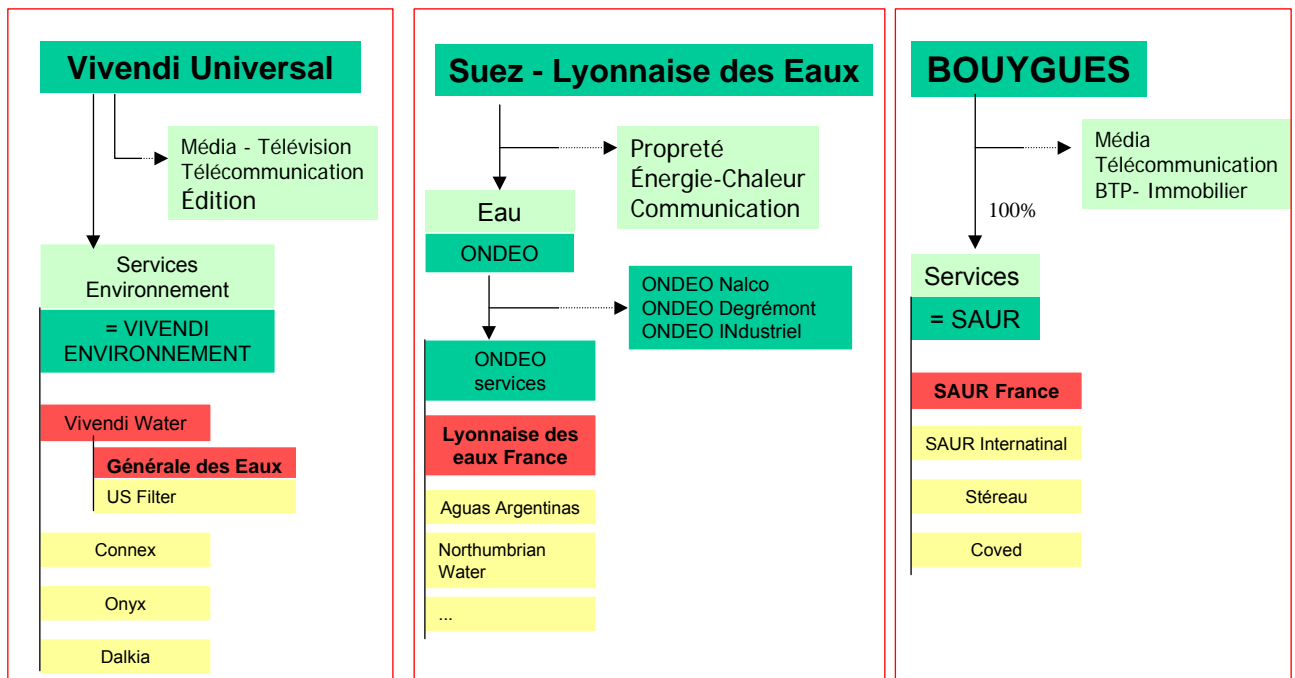 Vivendi Universal
Média - Télévision
Télécommunication
Édition
Services
Environnement
= VIVENDI
ENVIRONNEMENT
Vivendi Water
Générale des Eaux
US Filter
Connex
Onyx
Dalkia
Suez - Lyonnaise des Eaux
Propreté
Énergie-Chaleur
Communication
Eau
ONDEO
ONDEO Nalco
ONDEO Degrémont
ONDEO INdustriel
ONDEO
services
Lyonnaise des
eaux France
Aguas Argentinas
Northumbrian
Water
...
BOUYGUES
Média
Télécommunication
BTP- Immobilier
100%
Services
= SAUR
SAUR France
SAUR Internatinal
Stéreau
Coved